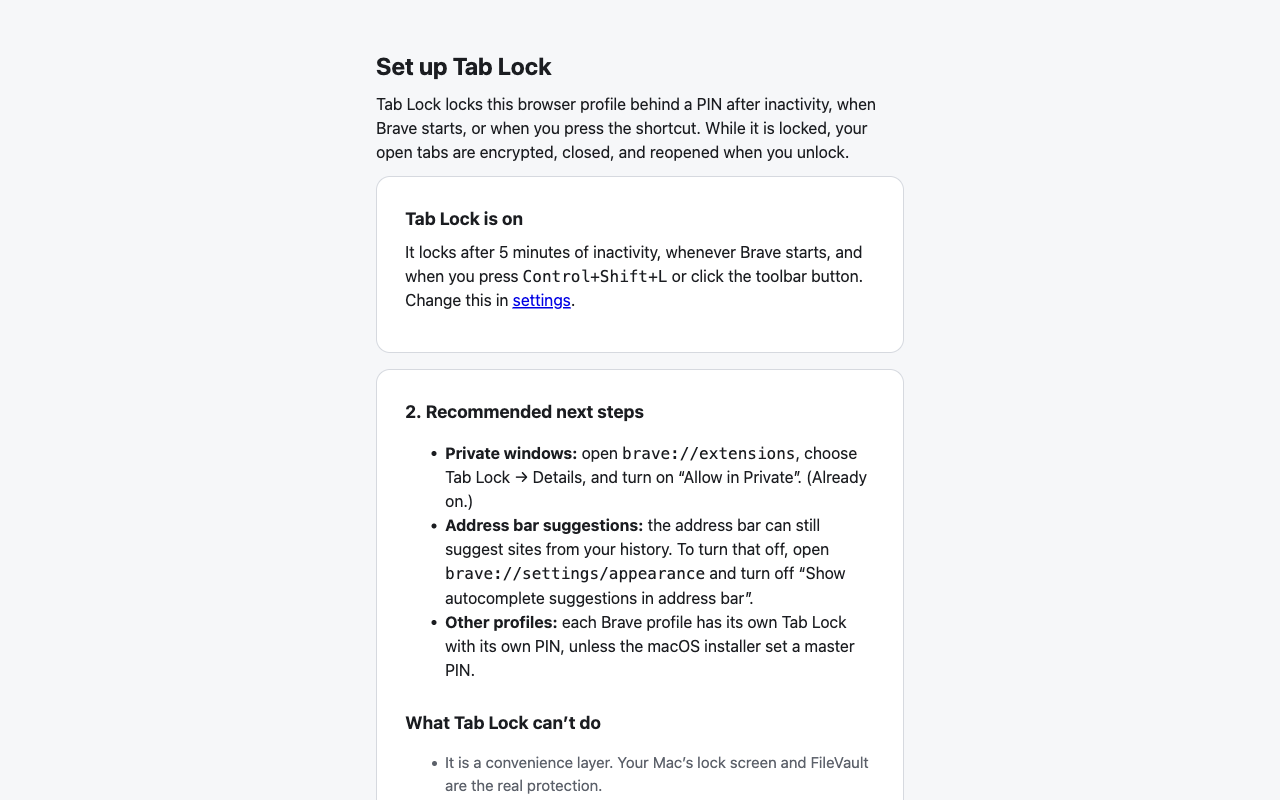 Set up Tab Lock
Tab Lock locks this browser profile behind a PIN after inactivity, when
Brave starts, or when you press the shortcut. While it is locked, your
open tabs are encrypted, closed, and reopened when you unlock.
Tab Lock is on
It locks after 5 minutes of inactivity, whenever Brave starts, and
when you press Control+Shift+L or click the toolbar button.
Change this in settings.
2. Recommended next steps
• Private windows: open brave://extensions, choose
Tab Lock → Details, and turn on “Allow in Private”. (Already
on.)
• Address bar suggestions: the address bar can still
suggest sites from your history. To turn that off, open
brave://settings/appearance and turn off “Show
autocomplete suggestions in address bar”.
• Other profiles: each Brave profile has its own Tab Lock
with its own PIN, unless the macOS installer set a master
PIN.
What Tab Lock can’t do
• It is a convenience layer. Your Mac’s lock screen and FileVault
are the real protection.